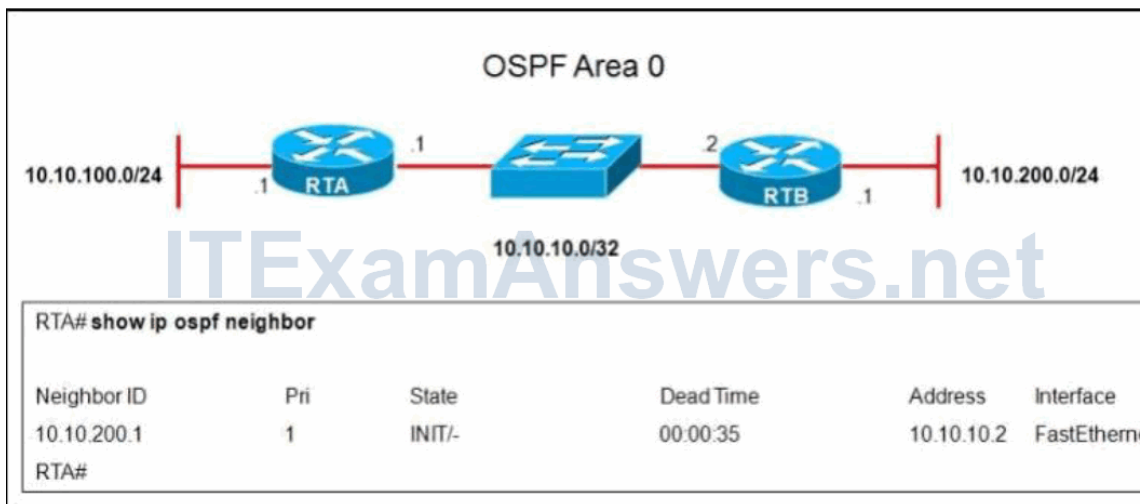 OSPF Area 0
10.10.100.0/24
.1
RTA
.1
.2
RTB
.1
10.10.200.0/24
10.10.10.0/32
ITExamAnswers.net
RTA# show ip ospf neighbor
Neighbor ID Pri State Dead Time Address Interface
10.10.200.1 1 INIT/- 00:00:35 10.10.10.2 FastEtherne
RTA#